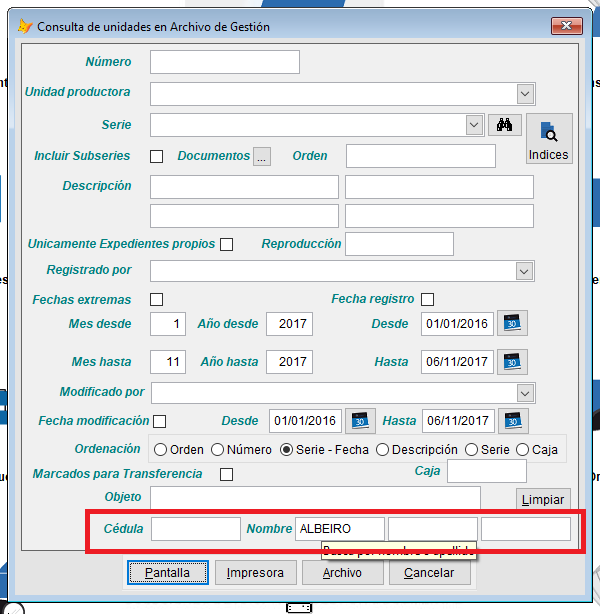 Consulta de unidades en Archivo de Gestión
Número
Unidad productora
Serie
Indices
Incluir Subseries Documentos ... Orden
Descripción
Unicamente Expedientes propios Reproducción
Registrado por
Fechas extremas Fecha registro
Mes desde 1 Año desde 2017 Desde 01/01/2016 30
Mes hasta 11 Año hasta 2017 Hasta 06/11/2017 30
Modificado por
Fecha modificación Desde 01/01/2016 30 Hasta 06/11/2017 30
Ordenación Orden Número Serie - Fecha Descripción Serie Caja
Marcados para Transferencia Caja
Objeto Limpiar
Cédula Nombre ALBEIRO
Pantalla Impresora Archivo Cancelar